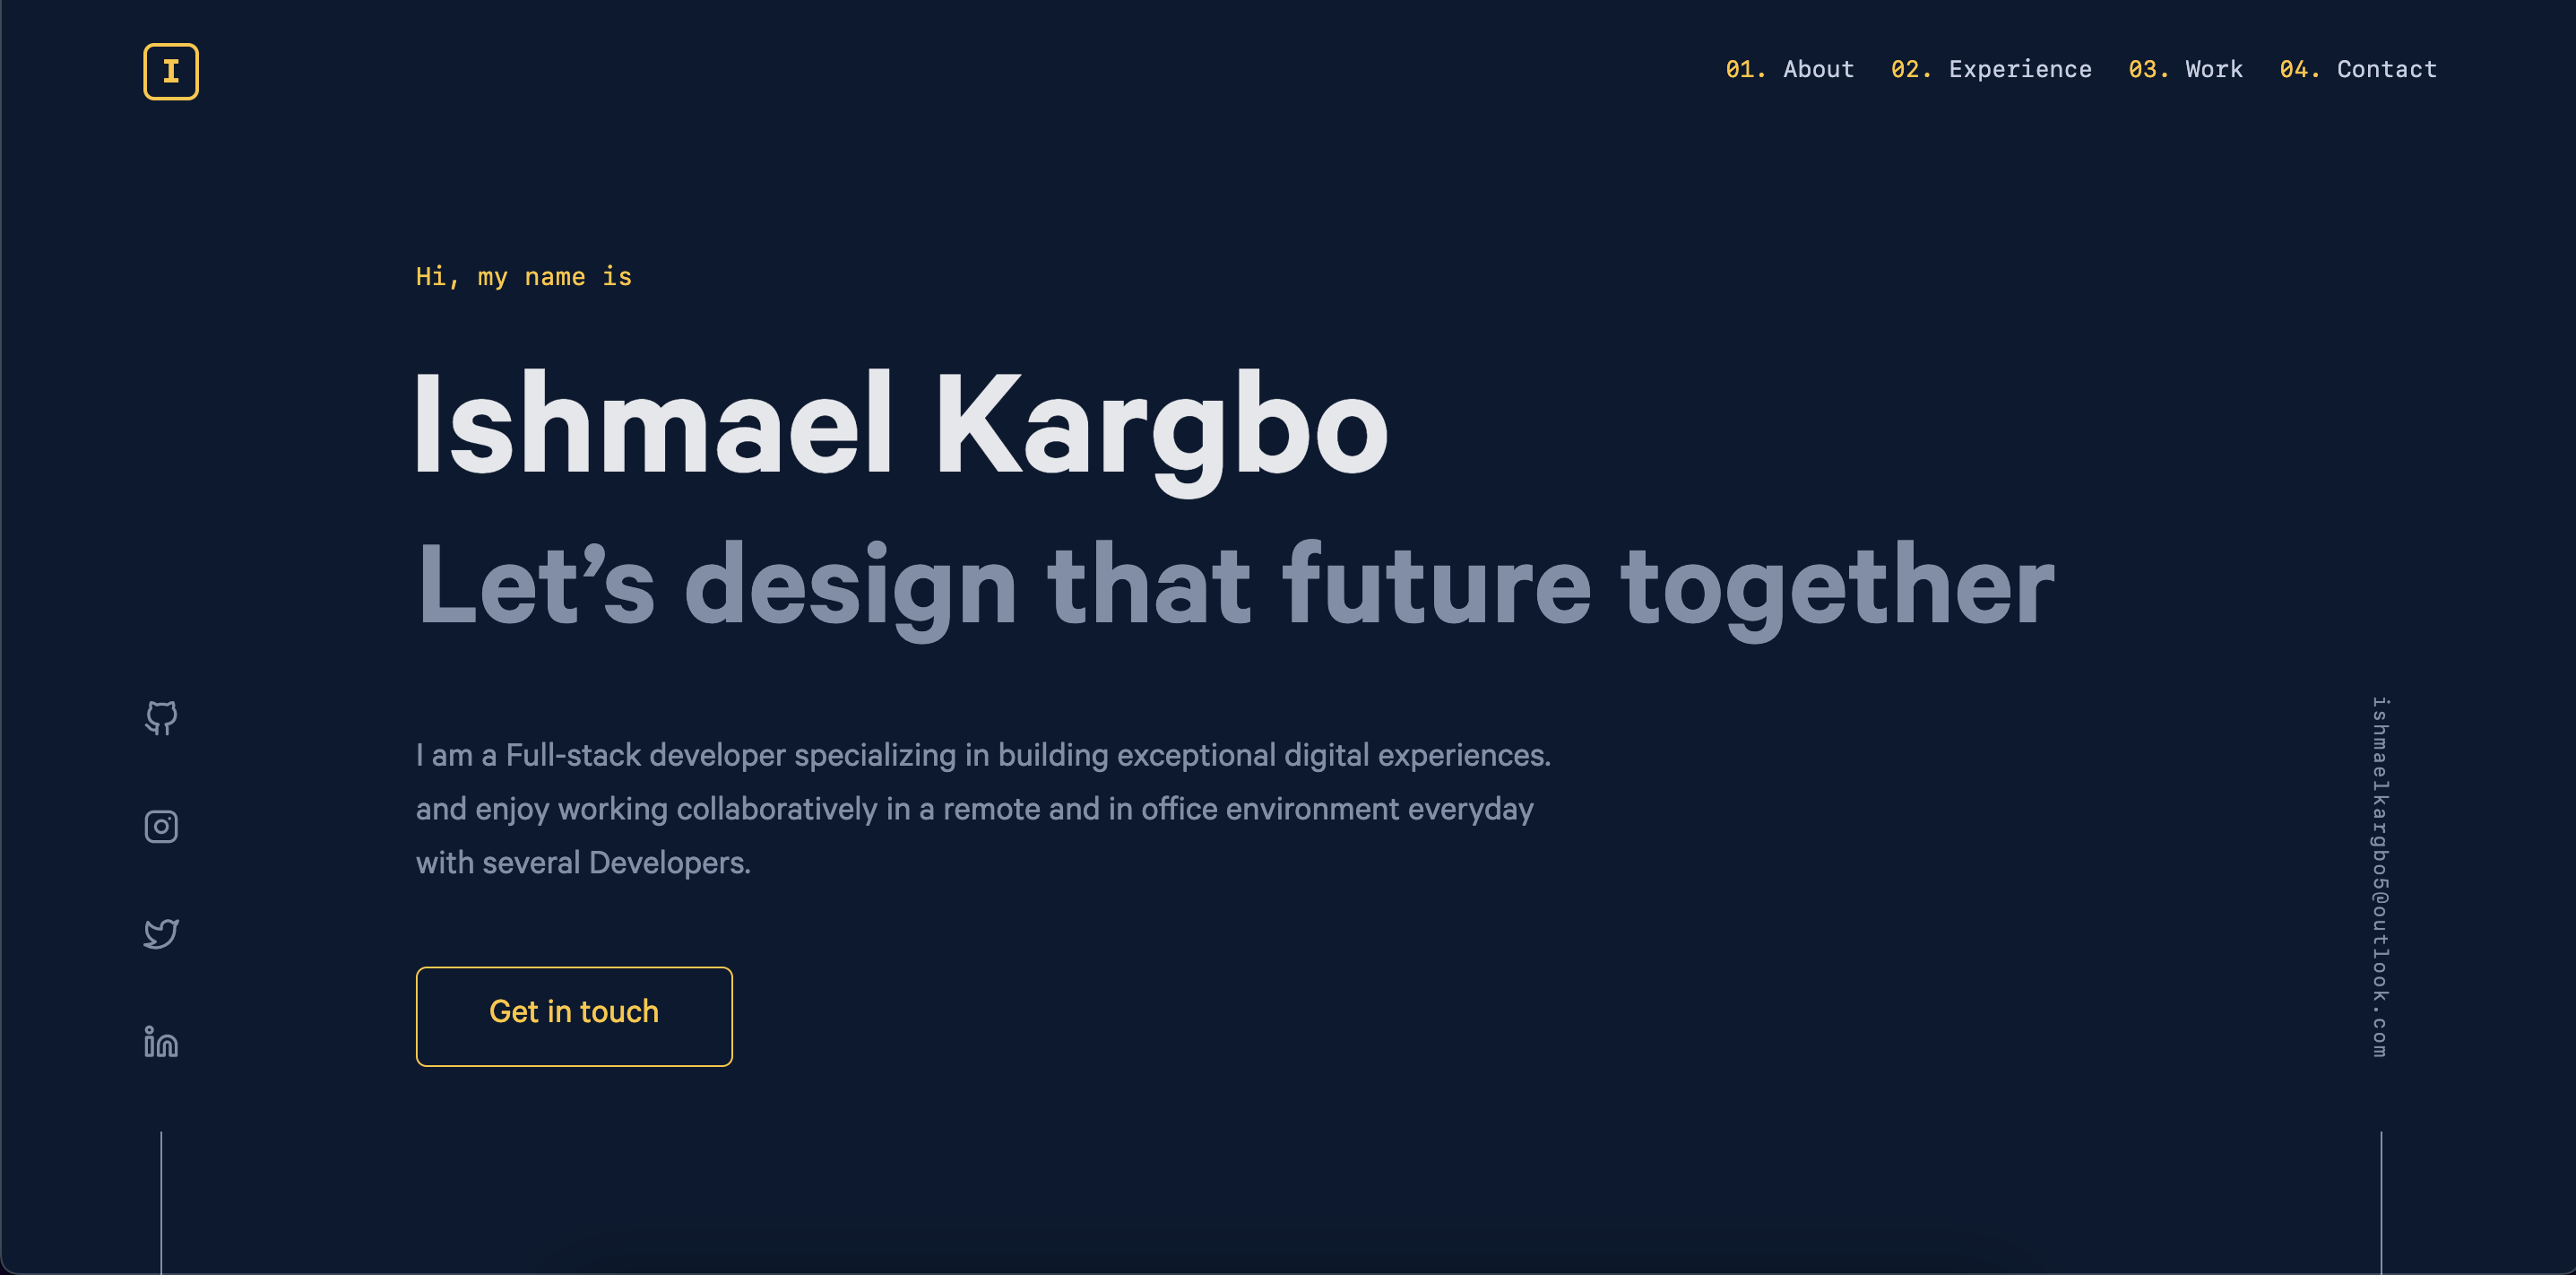 I
01. About 02. Experience 03. Work 04. Contact
Hi, my name is
Ishmael Kargbo
Let’s design that future together
I am a Full-stack developer specializing in building exceptional digital experiences.
and enjoy working collaboratively in a remote and in office environment everyday
with several Developers.
Get in touch
ishmaelkargbo5@outlook.com